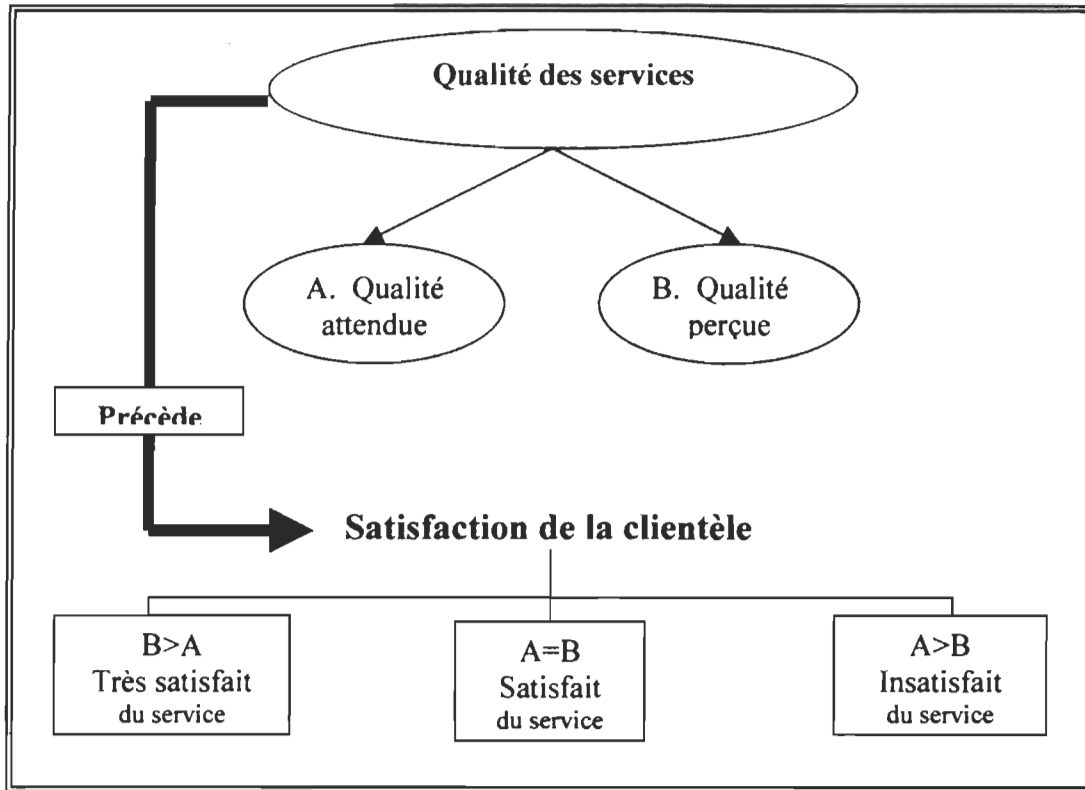 Qualité des services
A. Qualité
attendue
B. Qualité
perçue
Précède
Satisfaction de la clientèle
B>A
Très satisfait
du service
A=B
Satisfait
du service
A>B
Insatisfait
du service